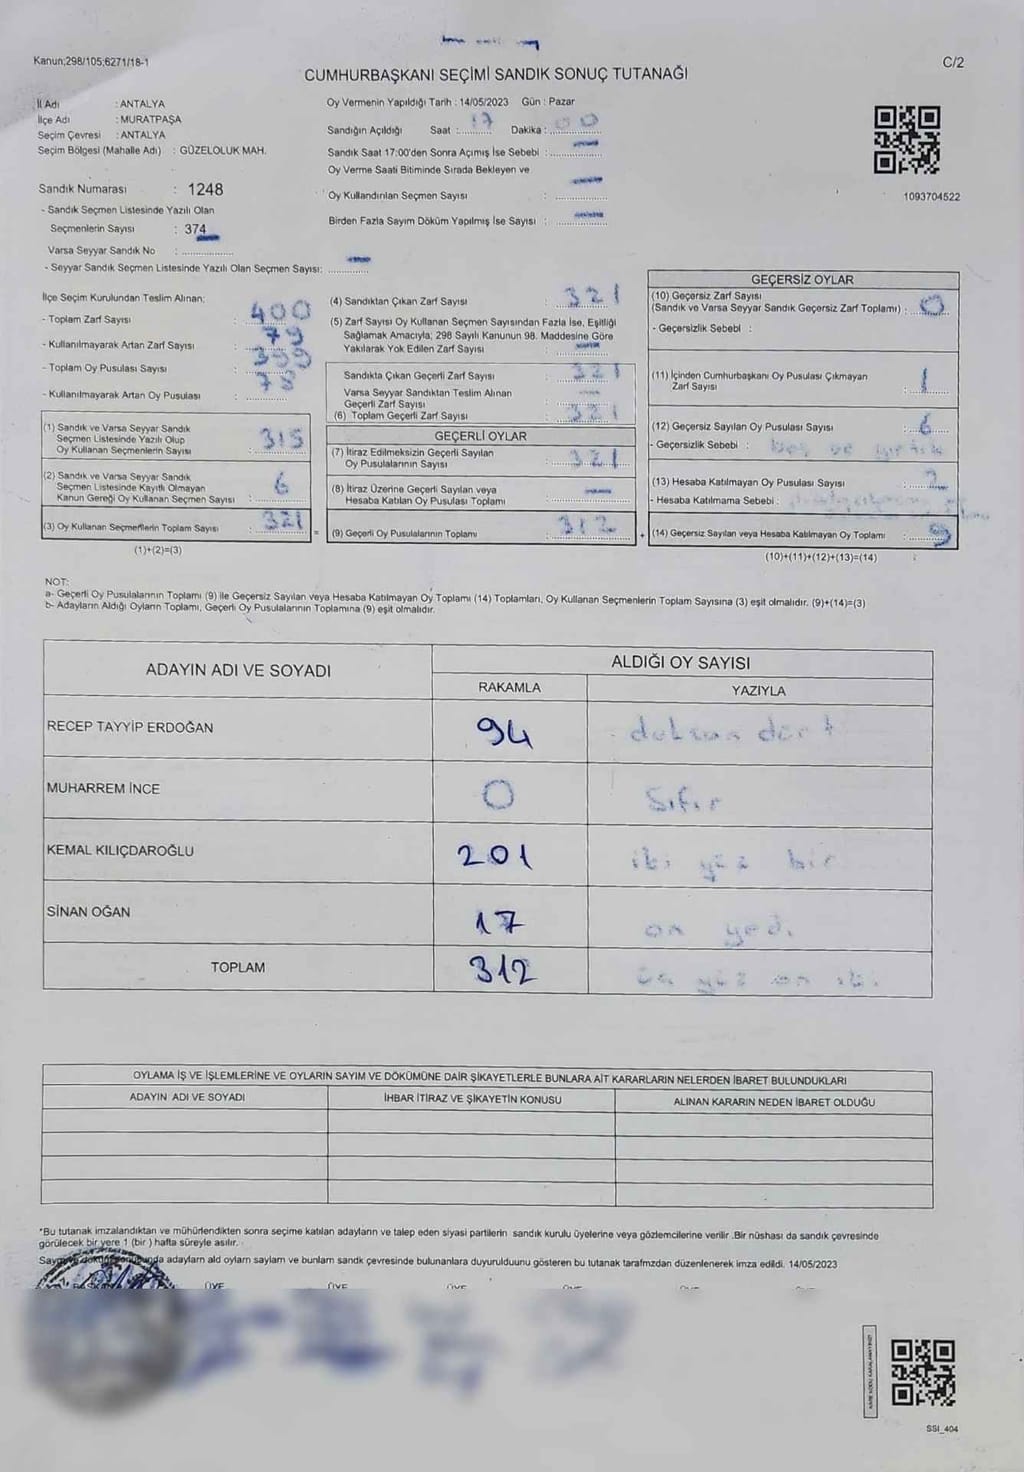 Kanun;298/105;6271/18-1
C/2
CUMHURBAŞKANI SEÇİMİ SANDIK SONUÇ TUTANAĞI
İl Adı : ANTALYA
İlçe Adı : MURATPAŞA
Seçim Çevresi : ANTALYA
Seçim Bölgesi (Mahalle Adı) : GÜZELOLUK MAH.
Sandık Numarası : 1248
- Sandık Seçmen Listesinde Yazılı Olan
Seçmenlerin Sayısı : 374
Varsa Seyyar Sandık No : ..............
- Seyyar Sandık Seçmen Listesinde Yazılı Olan Seçmen Sayısı: ............
Oy Vermenin Yapıldığı Tarih : 14/05/2023 Gün : Pazar
Sandığın Açıldığı Saat : 17 Dakika : 00
Sandık Saat 17:00'den Sonra Açımış İse Sebebi :
Oy Verme Saati Bitiminde Sırada Bekleyen ve
Oy Kullandırılan Seçmen Sayısı :
Birden Fazla Sayım Döküm Yapılmış İse Sayısı :
1093704522
İlçe Seçim Kurulundan Teslim Alınan;
- Toplam Zarf Sayısı : 400
- Kullanılmayarak Artan Zarf Sayısı : 79
- Toplam Oy Pusulası Sayısı : 399
- Kullanılmayarak Artan Oy Pusulası : 78
(1) Sandık ve Varsa Seyyar Sandık
Seçmen Listesinde Yazılı Olup
Oy Kullanan Seçmenlerin Sayısı : 315
(2) Sandık ve Varsa Seyyar Sandık
Seçmen Listesinde Kayıtlı Olmayan
Kanun Gereği Oy Kullanan Seçmen Sayısı : 6
(3) Oy Kullanan Seçmenlerin Toplam Sayısı : 321
(1)+(2)=(3)
(4) Sandıktan Çıkan Zarf Sayısı : 321
(5) Zarf Sayısı Oy Kullanan Seçmen Sayısından Fazla İse, Eşitliği
Sağlamak Amacıyla; 298 Sayılı Kanunun 98. Maddesine Göre
Yakılarak Yok Edilen Zarf Sayısı :
Sandıkta Çıkan Geçerli Zarf Sayısı : 321
Varsa Seyyar Sandıktan Teslim Alınan
Geçerli Zarf Sayısı :
(6) Toplam Geçerli Zarf Sayısı : 321
GEÇERLİ OYLAR
(7) İtiraz Edilmeksizin Geçerli Sayılan
Oy Pusulalarının Sayısı : 321
(8) İtiraz Üzerine Geçerli Sayılan veya
Hesaba Katılan Oy Pusulası Toplamı :
= (9) Geçerli Oy Pusulalarının Toplamı : 312
GEÇERSİZ OYLAR
(10) Geçersiz Zarf Sayısı
(Sandık ve Varsa Seyyar Sandık Geçersiz Zarf Toplamı) : 0
- Geçersizlik Sebebi :
(11) İçinden Cumhurbaşkanı Oy Pusulası Çıkmayan
Zarf Sayısı : 1
(12) Geçersiz Sayılan Oy Pusulası Sayısı : 6
- Geçersizlik Sebebi : boş ve yırtık
(13) Hesaba Katılmayan Oy Pusulası Sayısı : 2
- Hesaba Katılmama Sebebi :
+ (14) Geçersiz Sayılan veya Hesaba Katılmayan Oy Toplamı : 9
(10)+(11)+(12)+(13)=(14)
NOT:
a- Geçerli Oy Pusulalarının Toplamı (9) ile Geçersiz Sayılan veya Hesaba Katılmayan Oy Toplamı (14) Toplamları, Oy Kullanan Seçmenlerin Toplam Sayısına (3) eşit olmalıdır. (9)+(14)=(3)
b- Adayların Aldığı Oyların Toplamı, Geçerli Oy Pusulalarının Toplamına (9) eşit olmalıdır.
ADAYIN ADI VE SOYADI ALDIĞI OY SAYISI
RAKAMLA YAZIYLA
RECEP TAYYİP ERDOĞAN 94 doksan dört
MUHARREM İNCE 0 Sıfır
KEMAL KILIÇDAROĞLU 201 iki yüz bir
SİNAN OĞAN 17 on yedi
TOPLAM 312 üç yüz on iki
OYLAMA İŞ VE İŞLEMLERİNE VE OYLARIN SAYIM VE DÖKÜMÜNE DAİR ŞİKAYETLERLE BUNLARA AİT KARARLARIN NELERDEN İBARET BULUNDUKLARI
ADAYIN ADI VE SOYADI İHBAR İTİRAZ VE ŞİKAYETİN KONUSU ALINAN KARARIN NEDEN İBARET OLDUĞU
*Bu tutanak imzalandıktan ve mühürlendikten sonra seçime katılan adayların ve talep eden siyasi partilerin sandık kurulu üyelerine veya gözlemcilerine verilir .Bir nüshası da sandık çevresinde
görülecek bir yere 1 (bir ) hafta süreyle asılır.
adaylarn ald oylarn saylarn ve bunlarn sandk çevresinde bulunanlara duyurulduunu gösteren bu tutanak tarafmzdan düzenlenerek imza edildi. 14/05/2023
ÜYE ÜYE ÜYE ÜYE
SSI_404